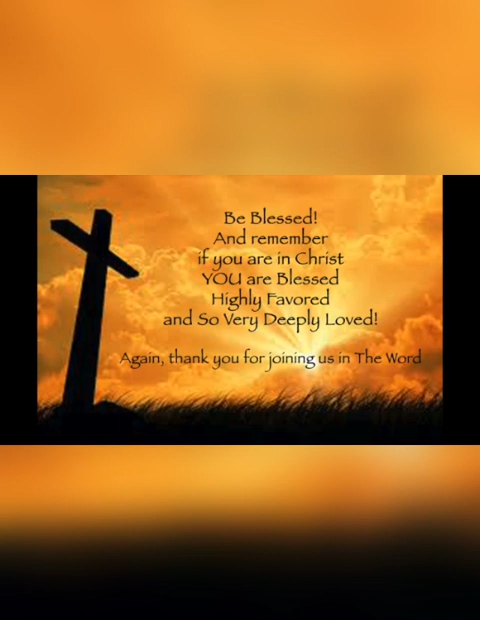 Be Blessed!
And remember
if you are in Christ
YOU are Blessed
Highly Favored
and So Very Deeply Loved!
Again, thank you for joining us in The Word